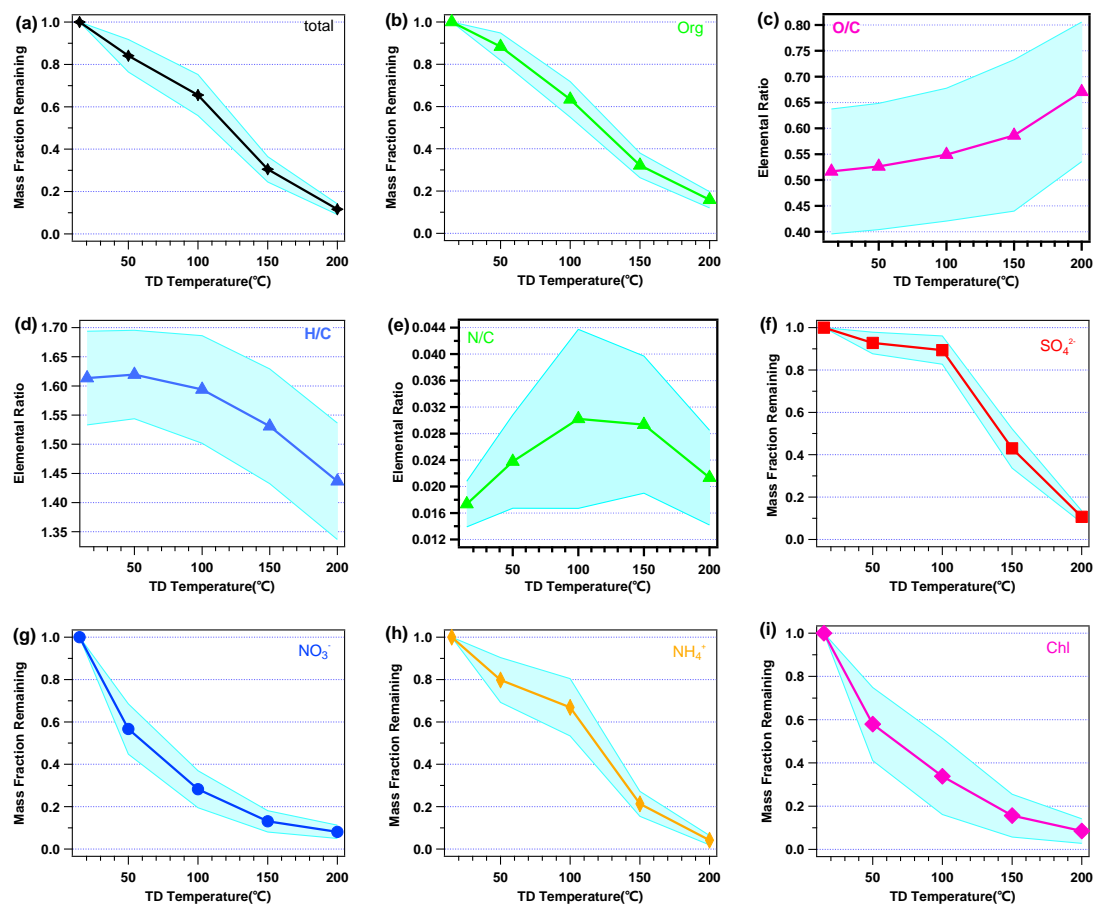 (a)
total
Mass Fraction Remaining
1.0
0.8
0.6
0.4
0.2
0.0
50
100
150
200
TD Temperature(℃)
(b)
Org
Mass Fraction Remaining
1.0
0.8
0.6
0.4
0.2
0.0
50
100
150
200
TD Temperature(℃)
(c)
O/C
Elemental Ratio
0.80
0.75
0.70
0.65
0.60
0.55
0.50
0.45
0.40
50
100
150
200
TD Temperature(℃)
(d)
H/C
Elemental Ratio
1.70
1.65
1.60
1.55
1.50
1.45
1.40
1.35
50
100
150
200
TD Temperature(℃)
(e)
N/C
Elemental Ratio
0.044
0.040
0.036
0.032
0.028
0.024
0.020
0.016
0.012
50
100
150
200
TD Temperature(℃)
(f)
SO₄²⁻
Mass Fraction Remaining
1.0
0.8
0.6
0.4
0.2
0.0
50
100
150
200
TD Temperature(℃)
(g)
NO₃⁻
Mass Fraction Remaining
1.0
0.8
0.6
0.4
0.2
0.0
50
100
150
200
TD Temperature(℃)
(h)
NH₄⁺
Mass Fraction Remaining
1.0
0.8
0.6
0.4
0.2
0.0
50
100
150
200
TD Temperature(℃)
(i)
Chl
Mass Fraction Remaining
1.0
0.8
0.6
0.4
0.2
0.0
50
100
150
200
TD Temperature(℃)